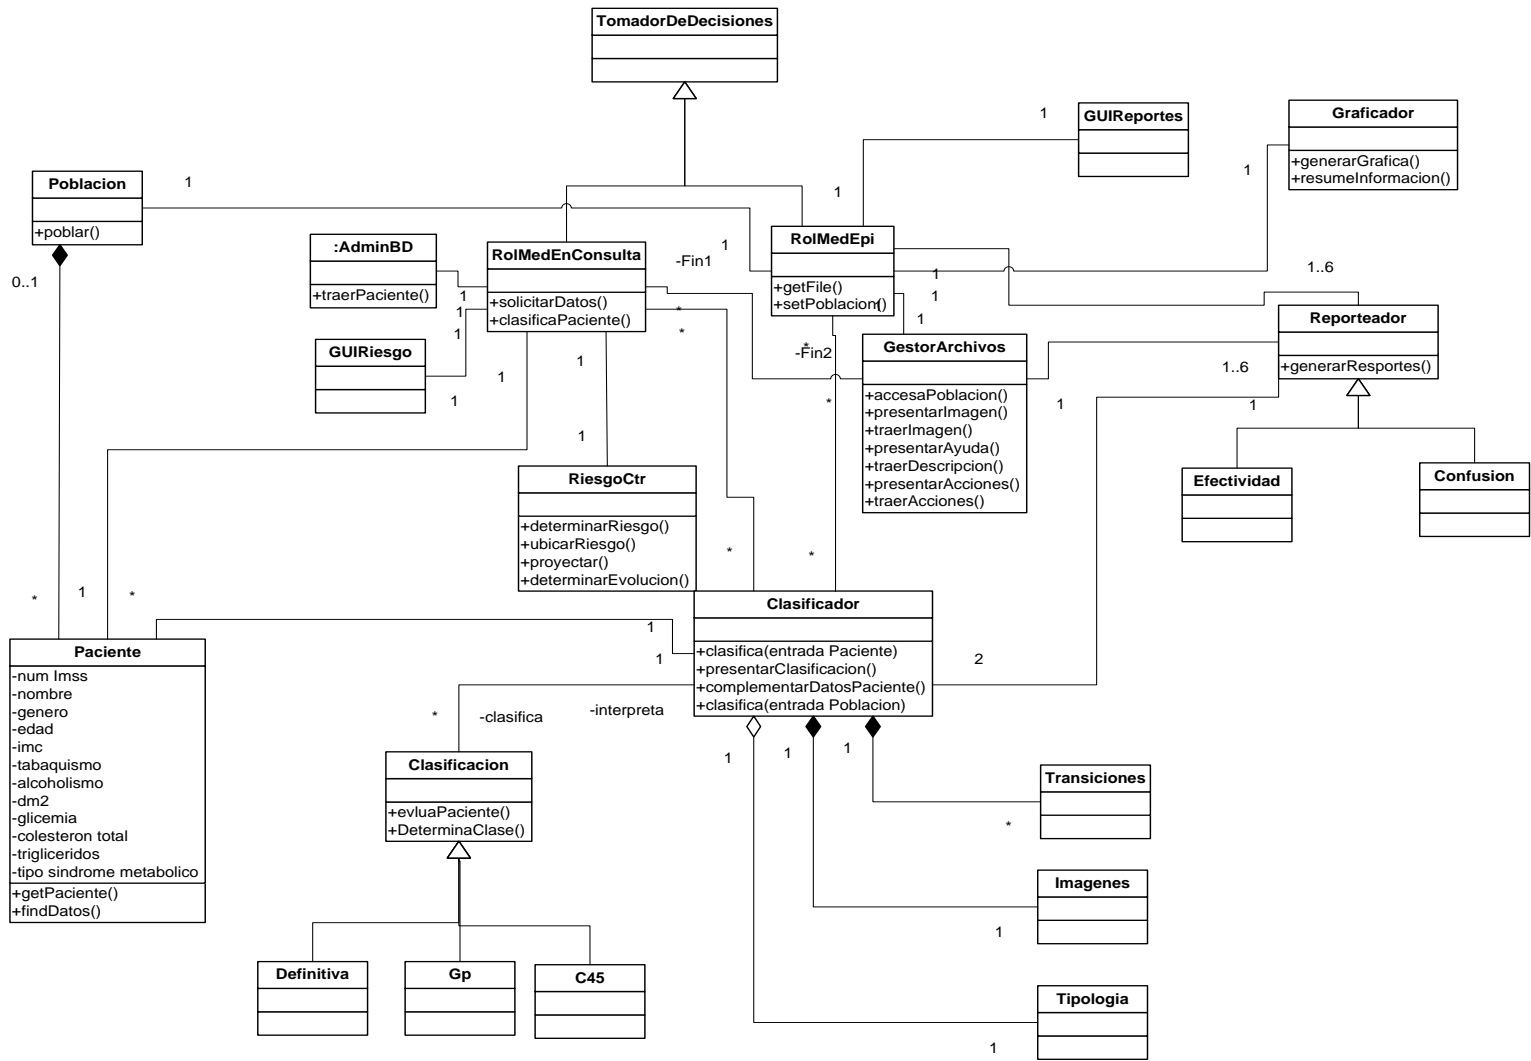 TomadorDeDecisiones
GUIReportes
1
Graficador
+generarGrafica()
+resumeInformacion()
1
Poblacion
+poblar()
1
1
RolMedEpi
+getFile()
+setPoblacion()
:AdminBD
+traerPaciente()
RolMedEnConsulta
+solicitarDatos()
+clasificaPaciente()
-Fin1
1
1
1
1..6
0..1
1
1
1
*
*
1
Reporteador
+generarResportes()
GUIRiesgo
1
1
1
-Fin2
*
*
GestorArchivos
+accesaPoblacion()
+presentarImagen()
+traerImagen()
+presentarAyuda()
+traerDescripcion()
+presentarAcciones()
+traerAcciones()
1..6
1
1
Efectividad
Confusion
1
RiesgoCtr
+determinarRiesgo()
+ubicarRiesgo()
+proyectar()
+determinarEvolucion()
*
*
*
1
*
Clasificador
+clasifica(entrada Paciente)
+presentarClasificacion()
+complementarDatosPaciente()
+clasifica(entrada Poblacion)
1
1
2
Paciente
-num Imss
-nombre
-genero
-edad
-imc
-tabaquismo
-alcoholismo
-dm2
-glicemia
-colesteron total
-trigliceridos
-tipo sindrome metabolico
+getPaciente()
+findDatos()
*
-clasifica
-interpreta
Clasificacion
+evluaPaciente()
+DeterminaClase()
1
1
1
Transiciones
*
Imagenes
1
Definitiva
Gp
C45
Tipologia
1